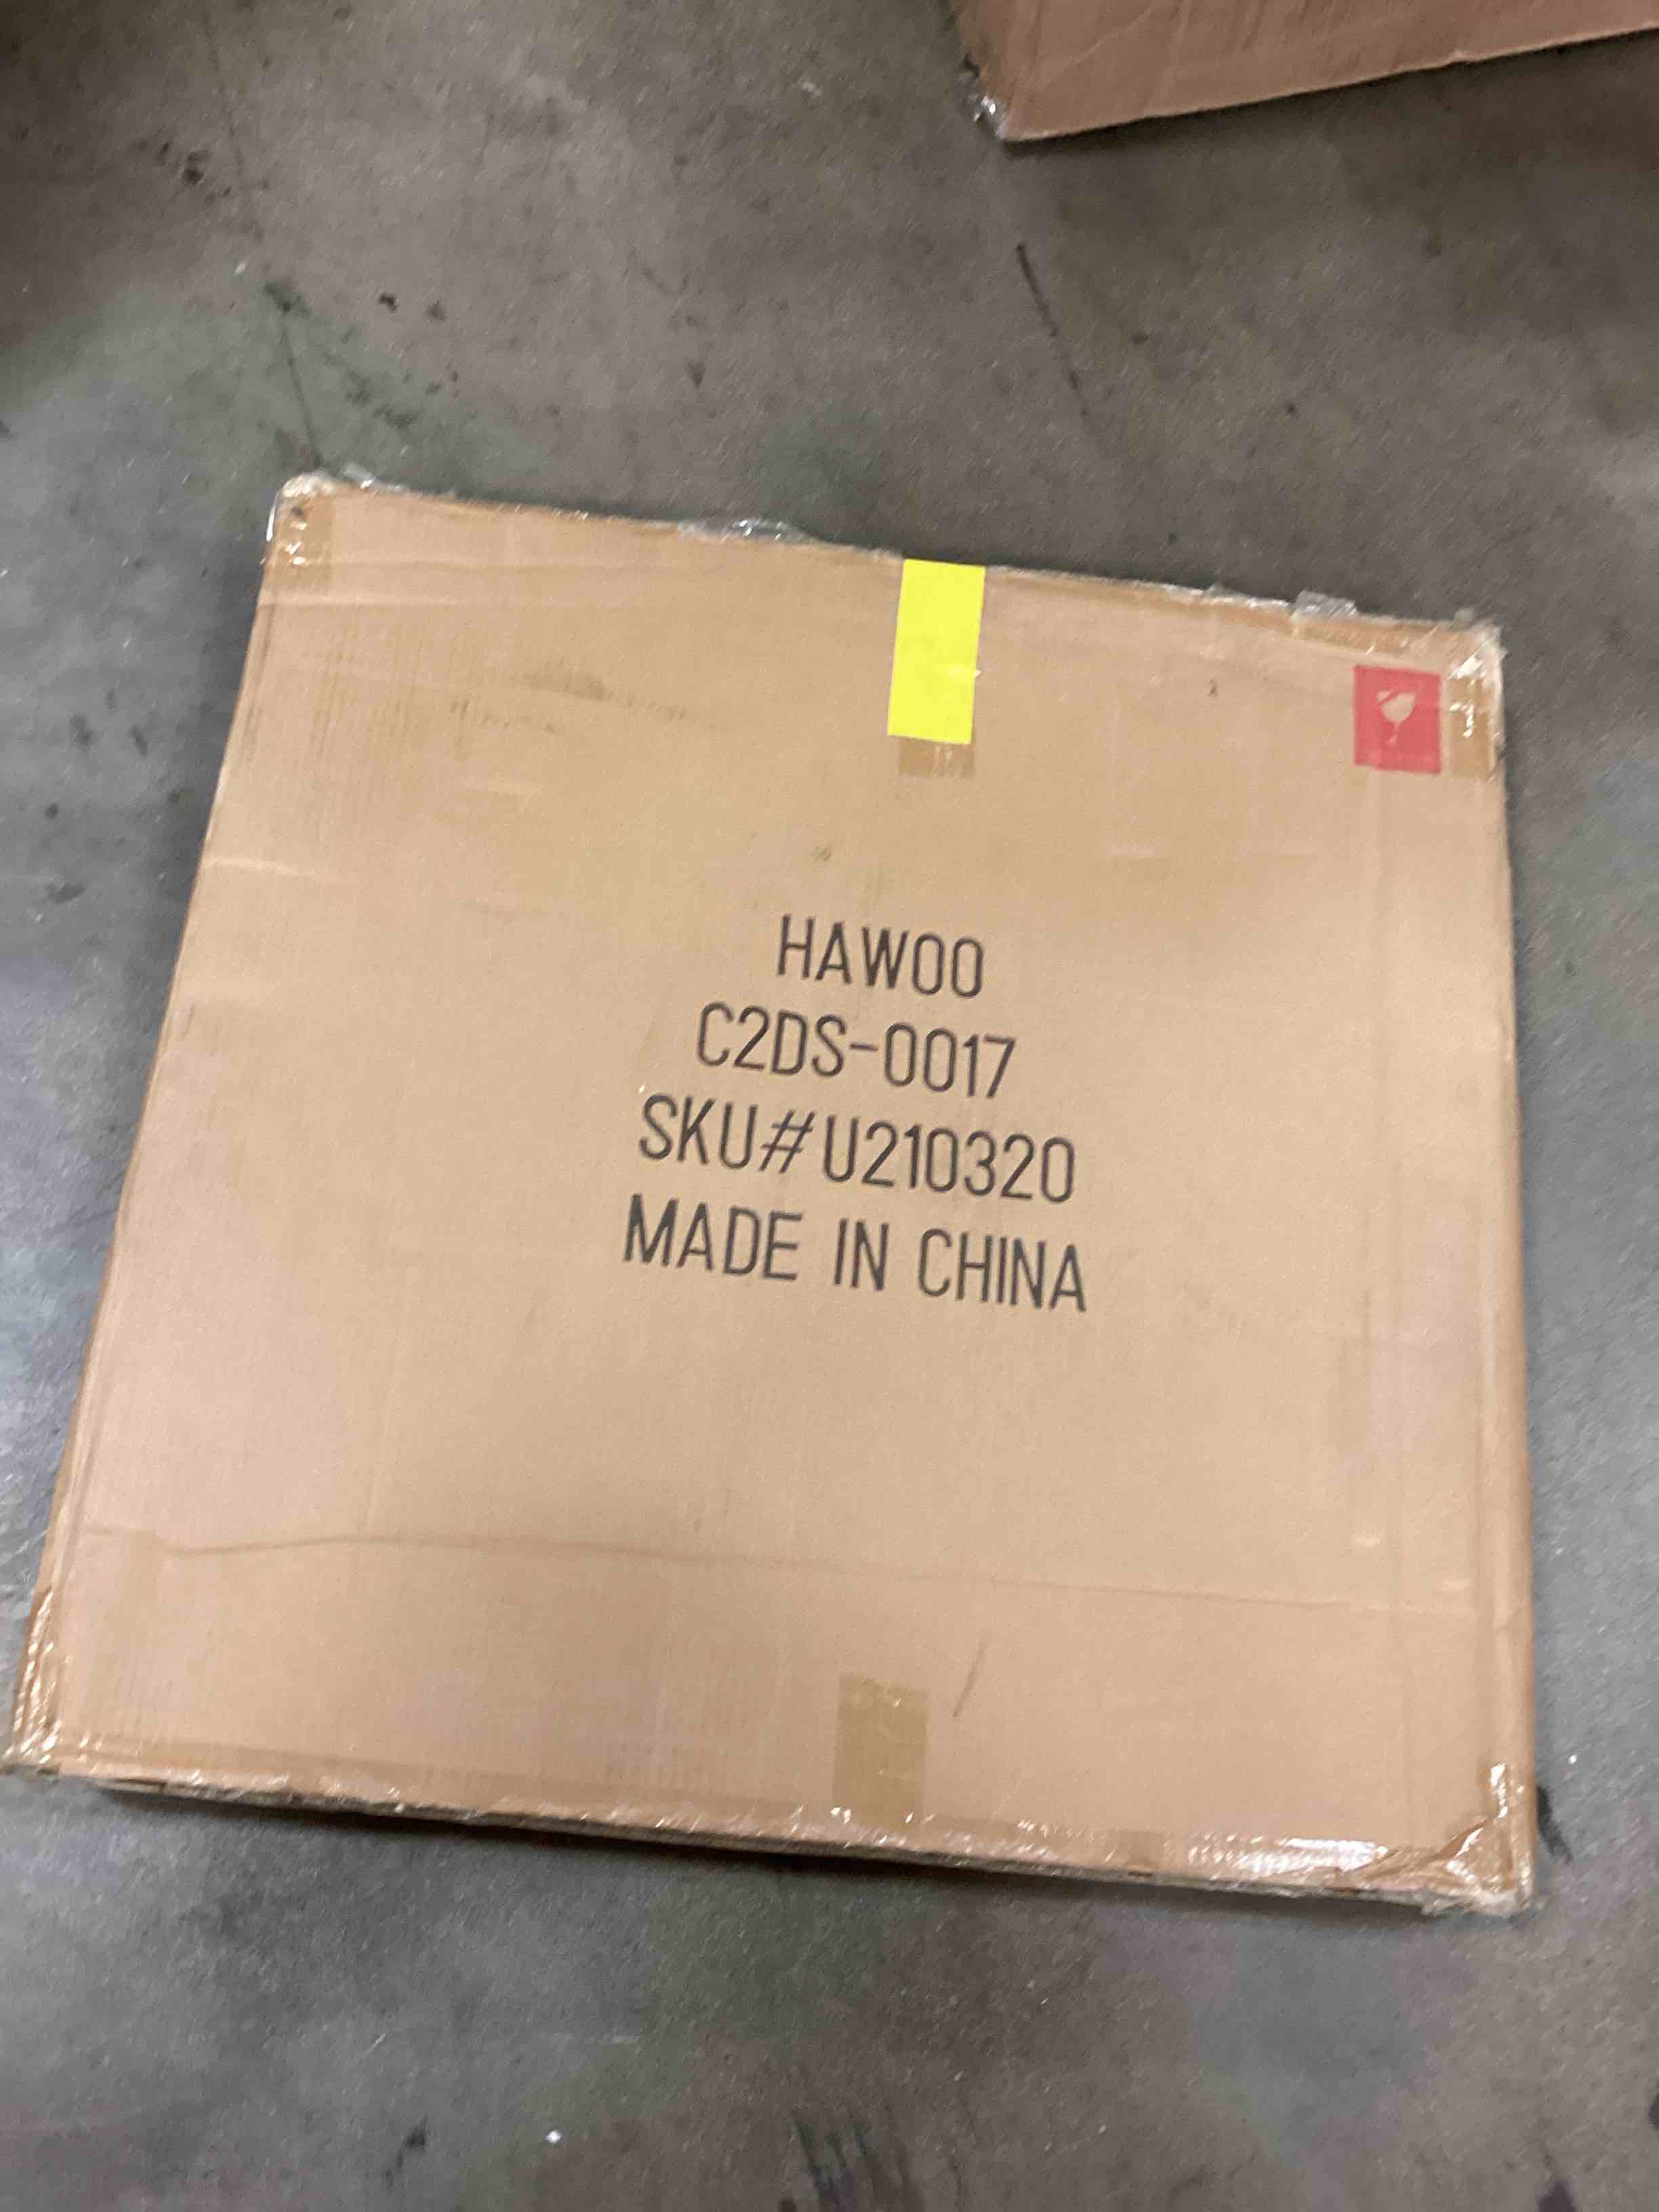 HAWOO
C2DS-0017
SKU#U210320
MADE IN CHINA